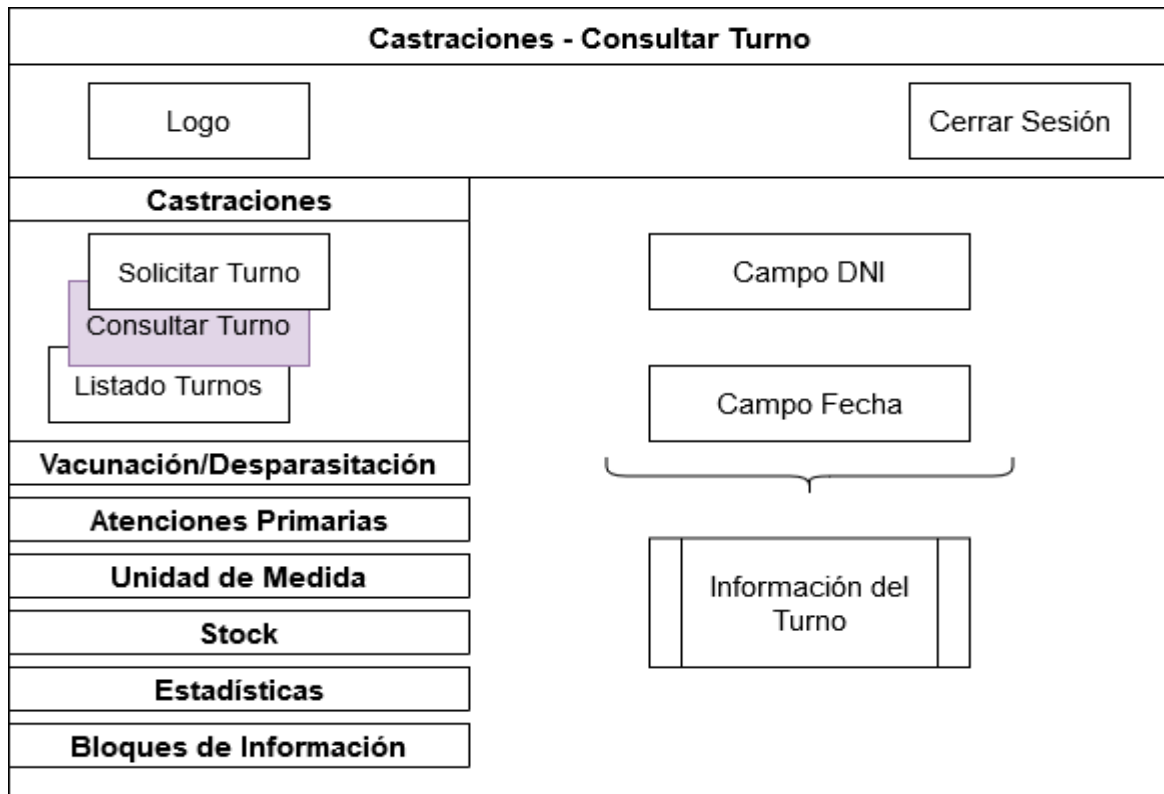 Castraciones - Consultar Turno
Logo
Cerrar Sesión
Castraciones
Solicitar Turno
Consultar Turno
Listado Turnos
Vacunación/Desparasitación
Atenciones Primarias
Unidad de Medida
Stock
Estadísticas
Bloques de Información
Campo DNI
Campo Fecha
Información del
Turno